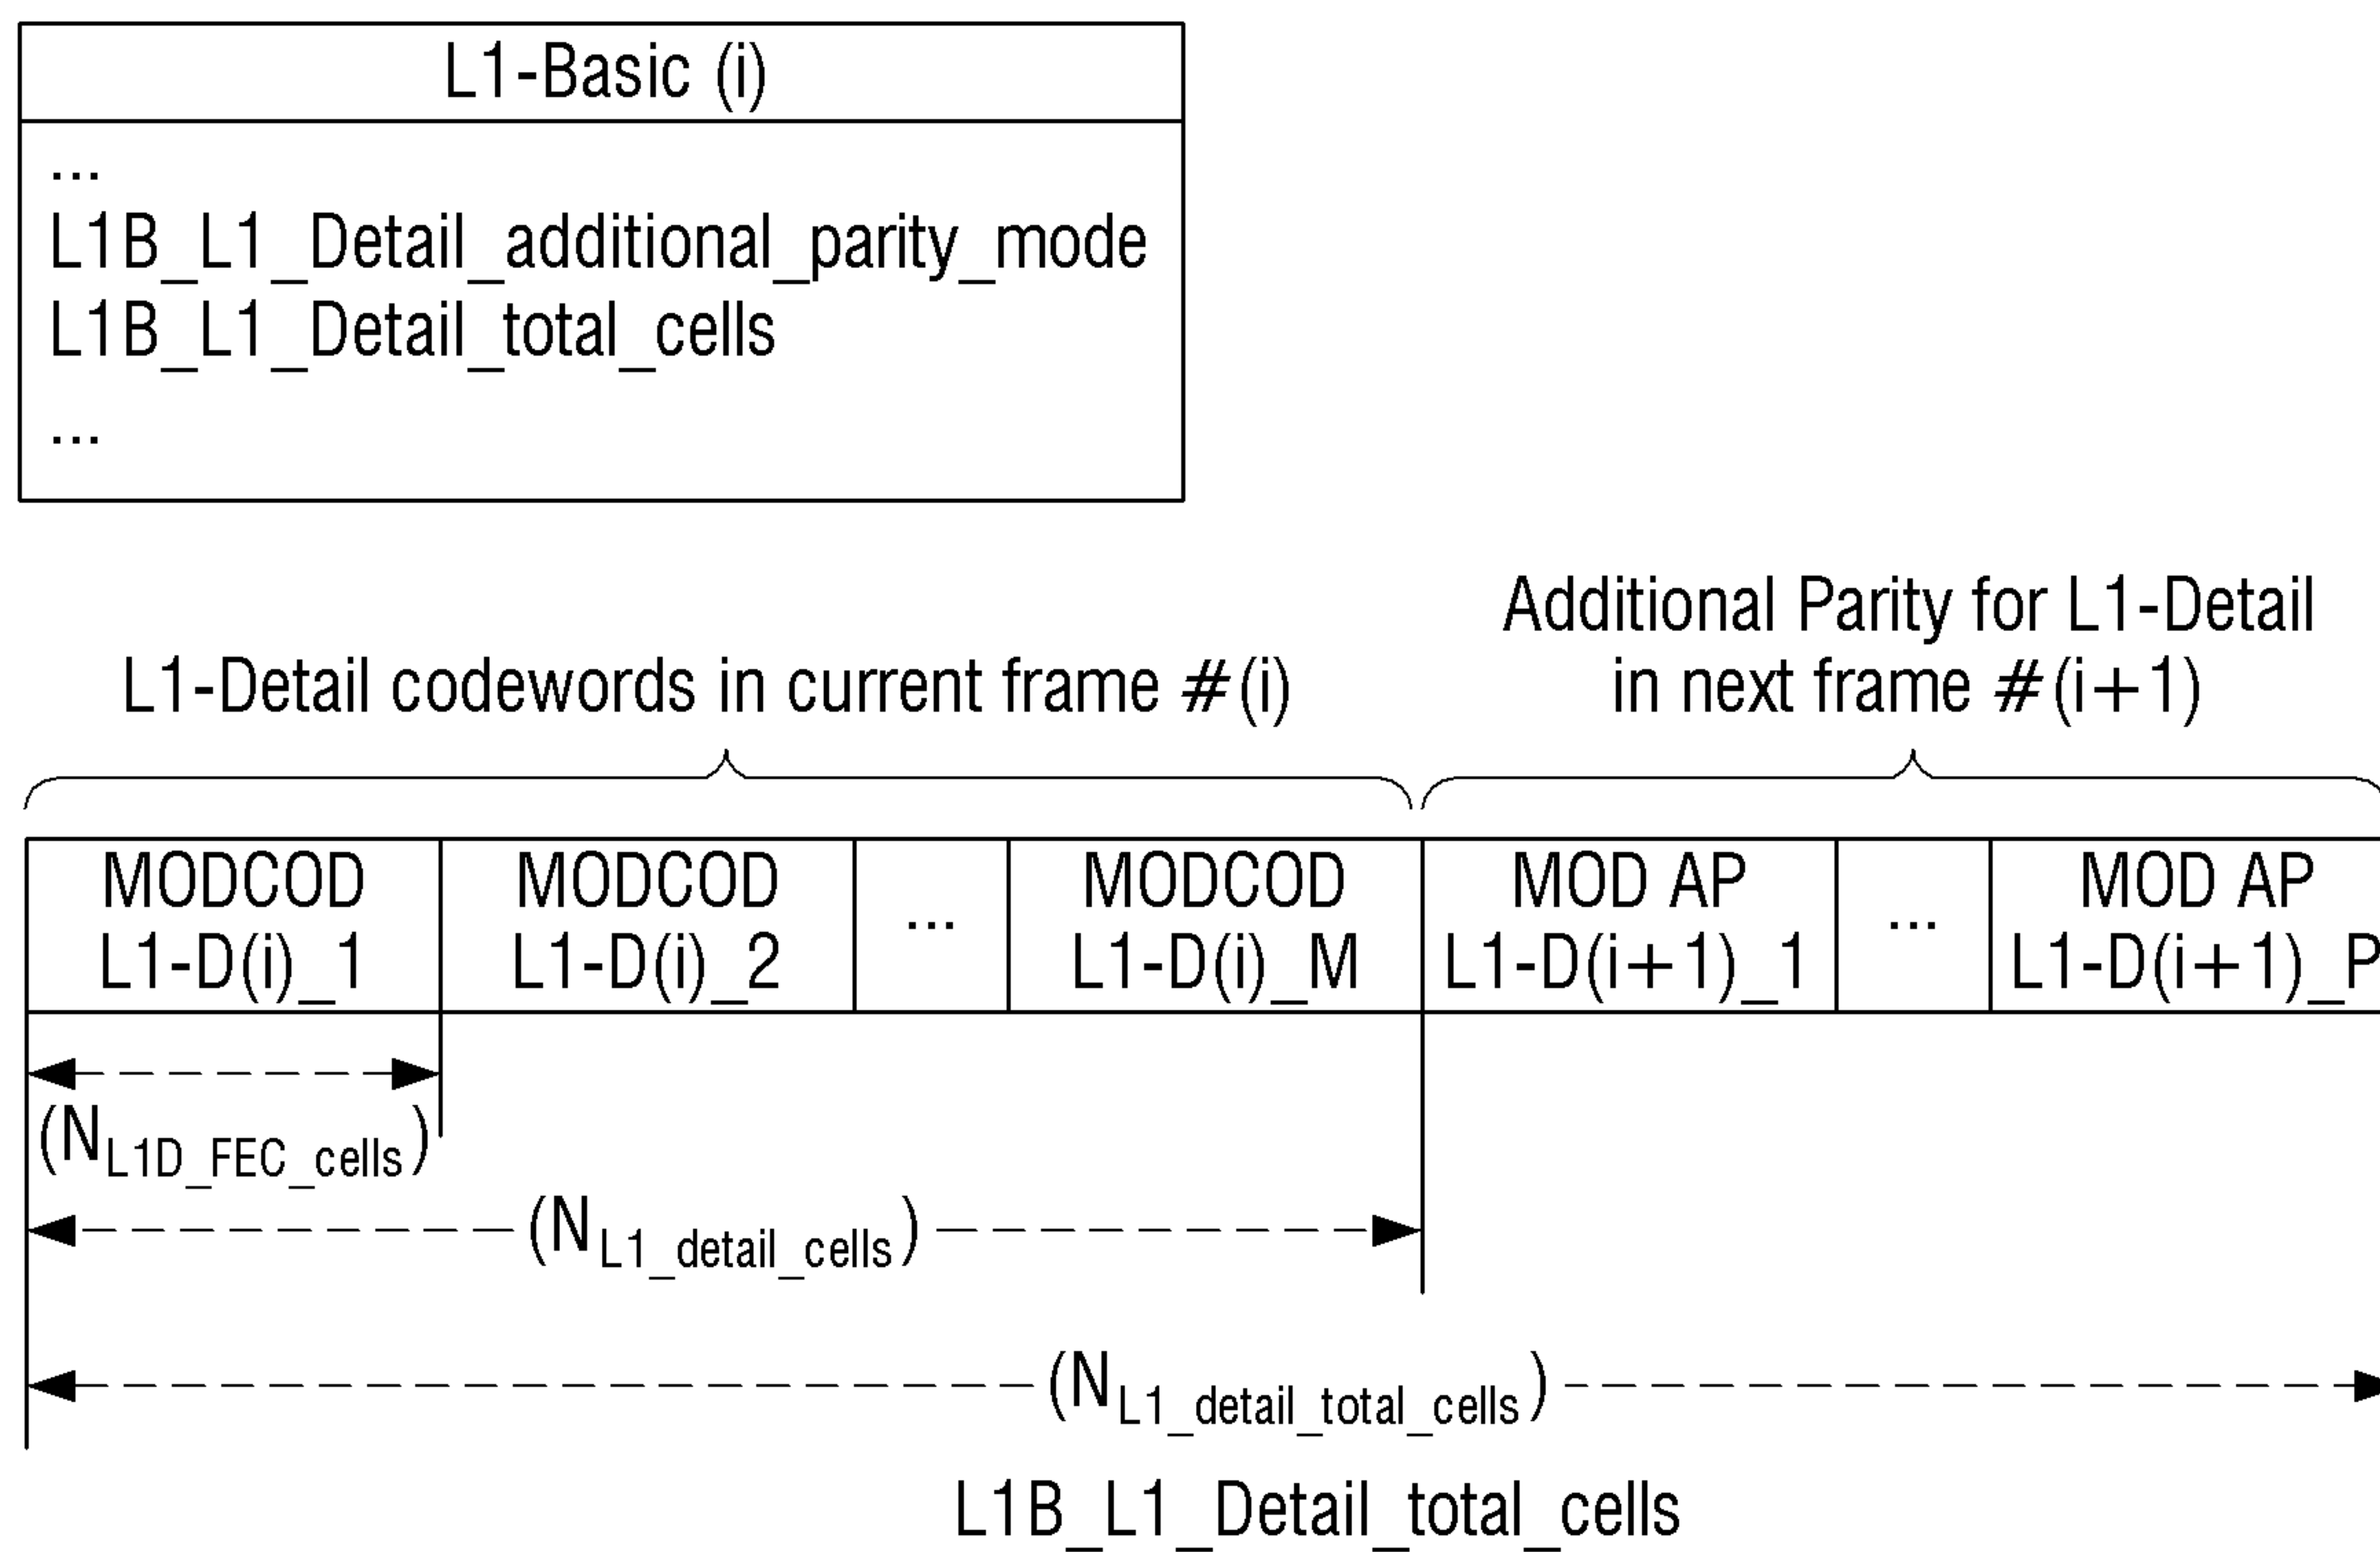 L1-Basic (i)
...
L1B_L1_Detail_additional_parity_mode
L1B_L1_Detail_total_cells
...
Additional Parity for L1-Detail
in next frame #(i+1)
L1-Detail codewords in current frame #(i)
MODCOD L1-D(i)_1
MODCOD L1-D(i)_2
...
MODCOD L1-D(i)_M
MOD AP L1-D(i+1)_1
...
MOD AP L1-D(i+1)_P
(NL1D_FEC_cells)
(NL1_detail_cells)
(NL1_detail_total_cells)
L1B_L1_Detail_total_cells